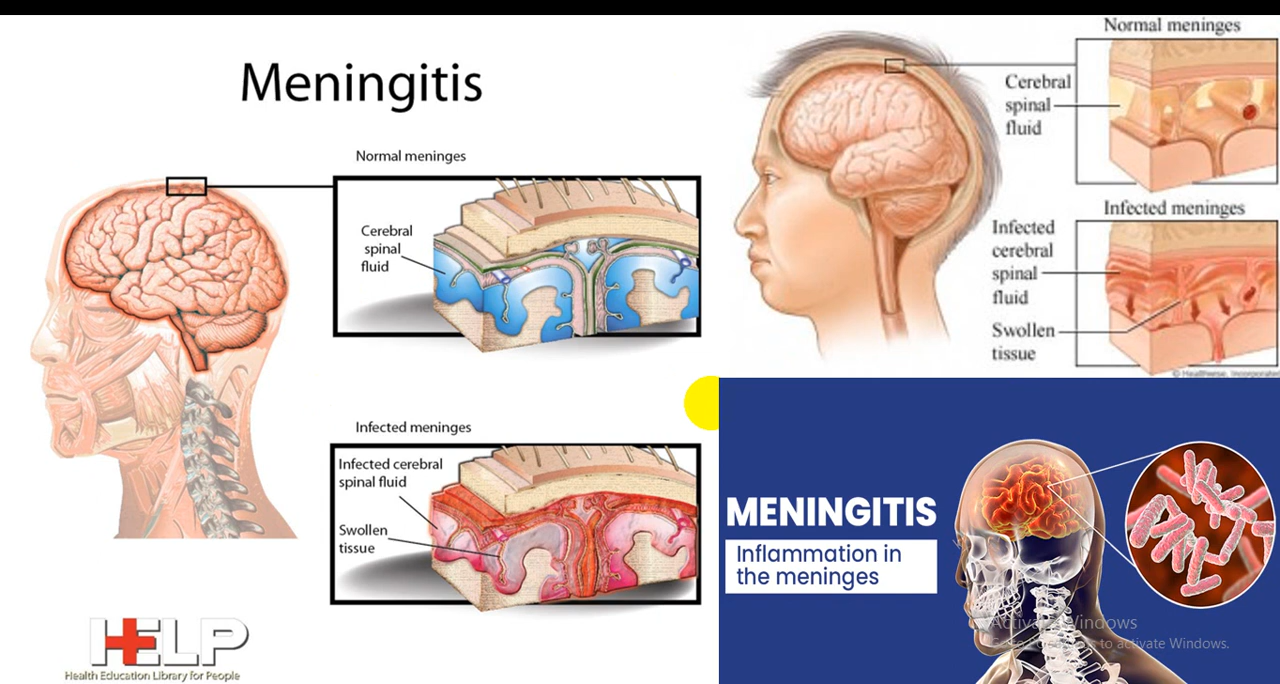 Meningitis
Normal meninges
Cerebral
spinal
fluid
Infected meninges
Infected cerebral
spinal fluid
Swollen
tissue
HELP
Health Education Library for People
Normal meninges
Cerebral
spinal
fluid
Infected meninges
Infected
cerebral
spinal
fluid
Swollen
tissue
© Healthwise, Incorporated
MENINGITIS
Inflammation in
the meninges
Activate Windows
to activate Windows.